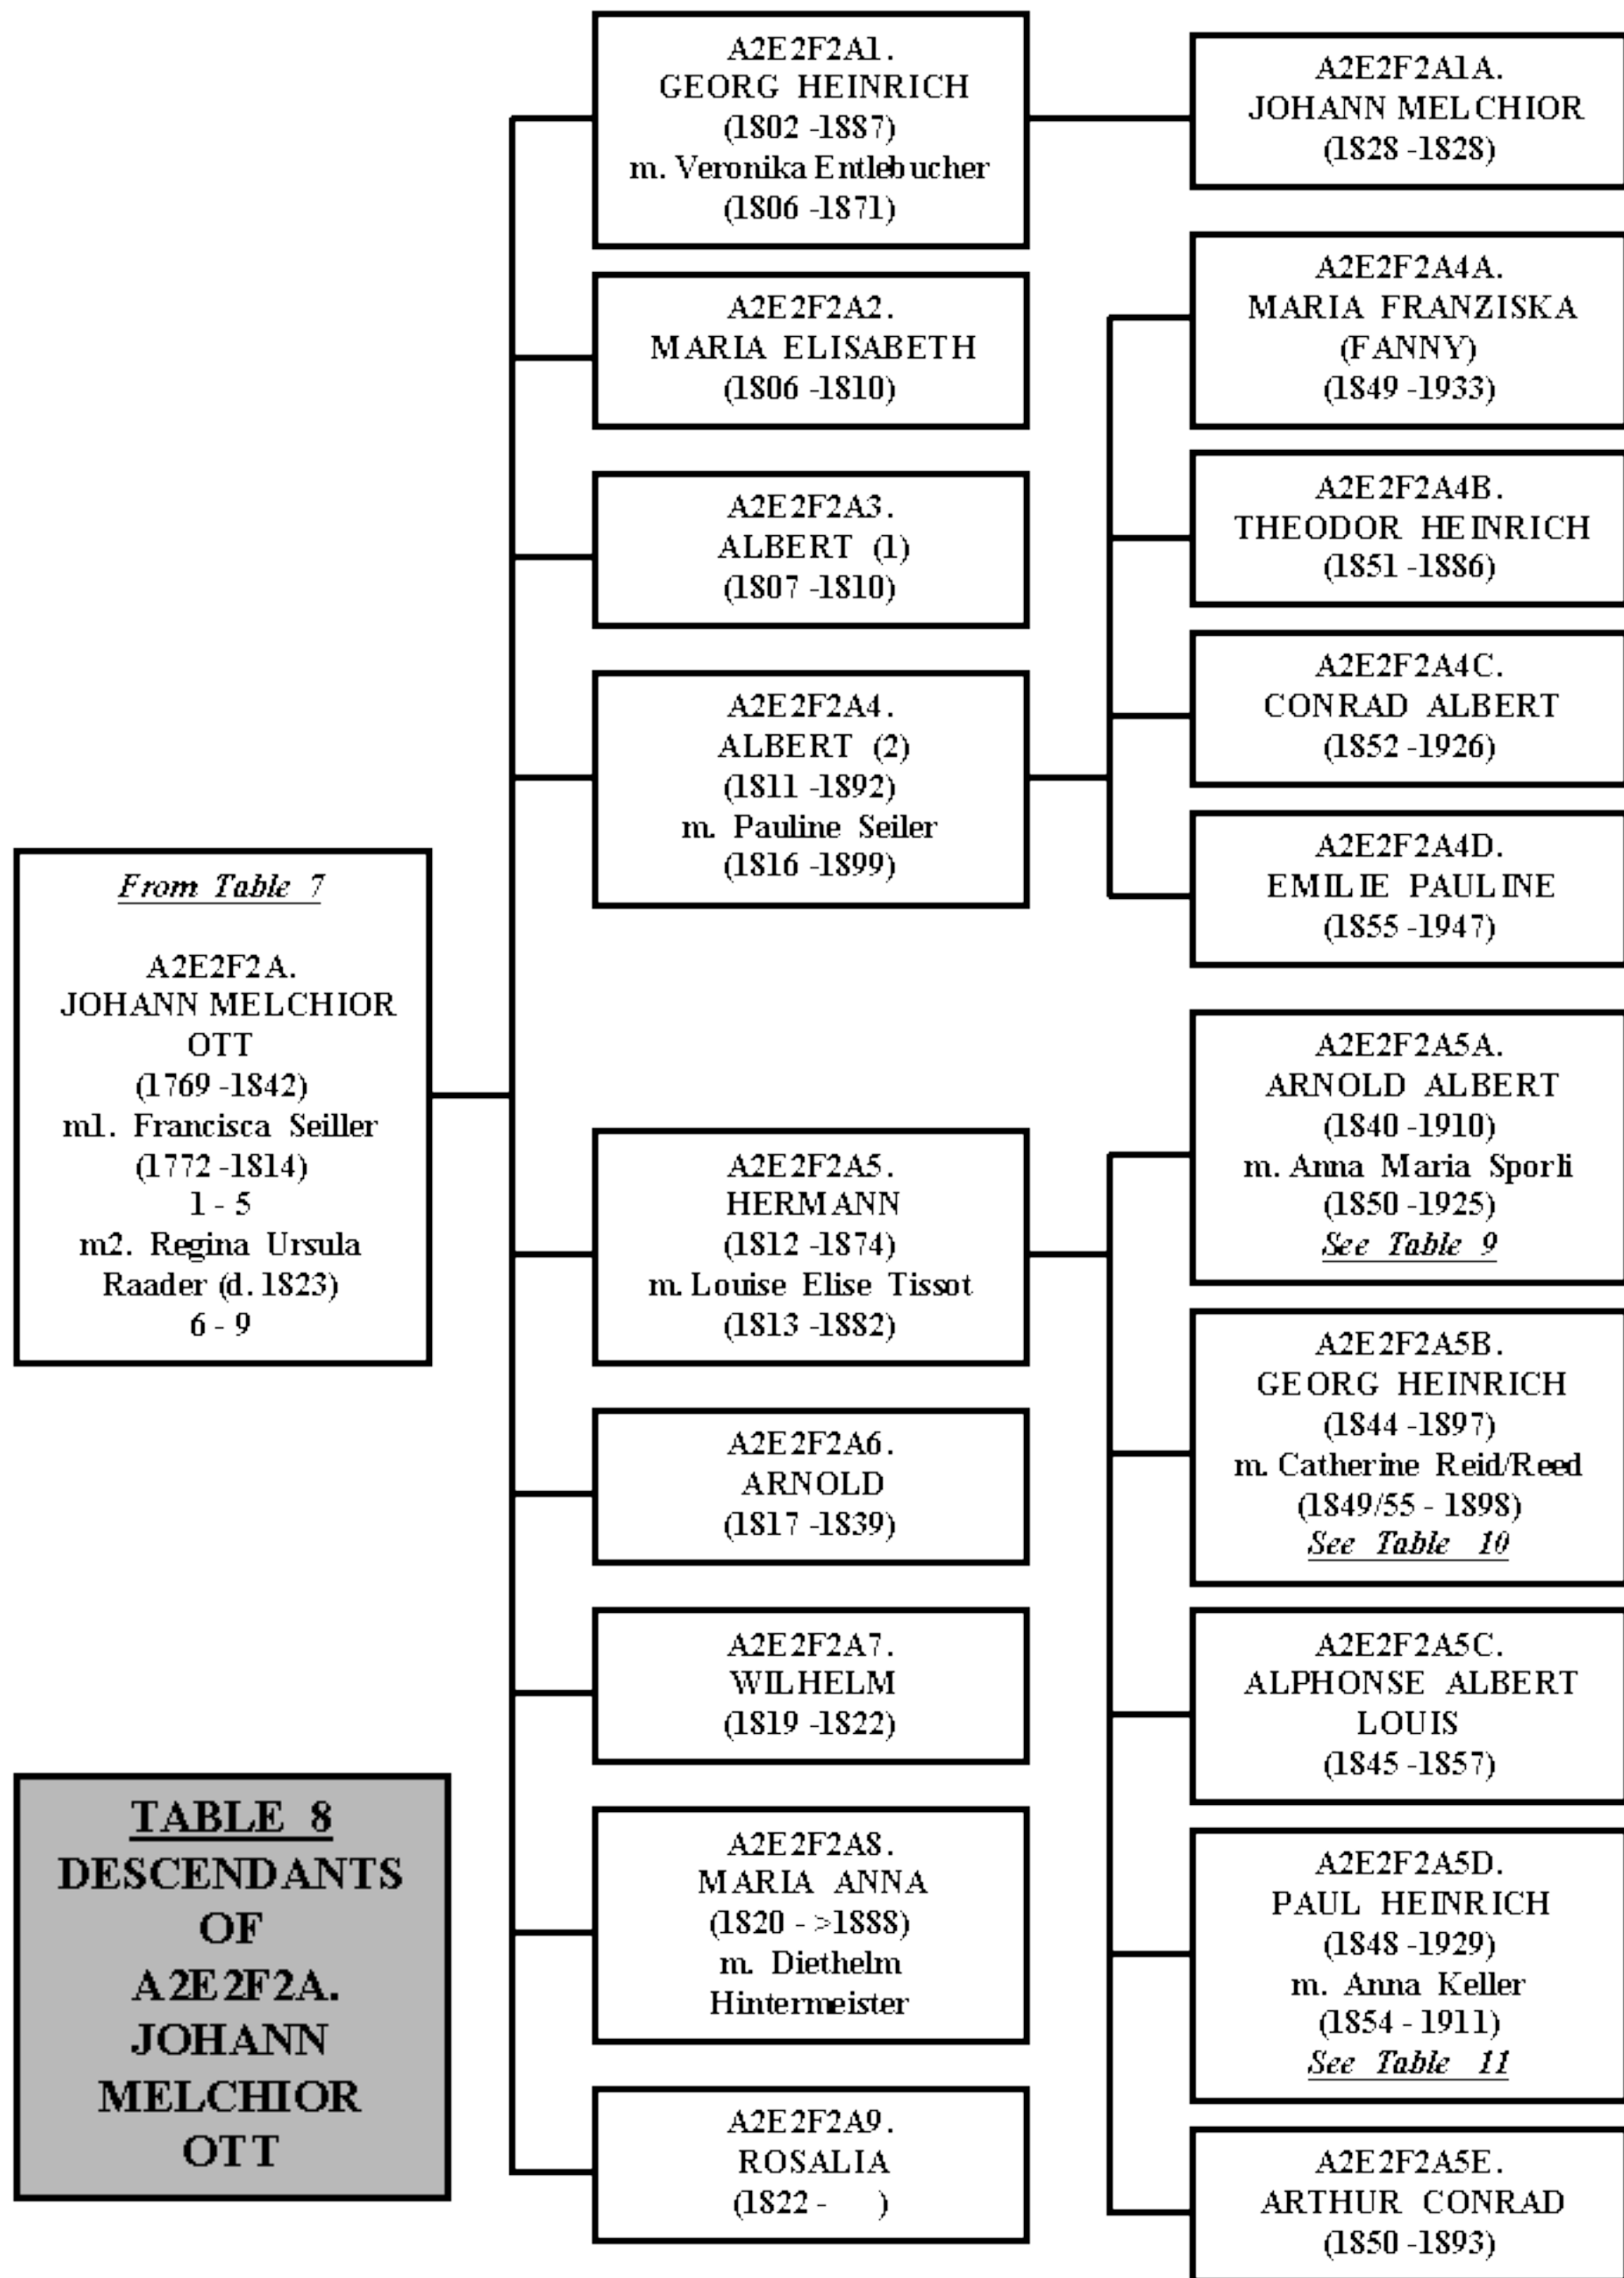 From Table 7
A2E2F2A.
JOHANN MELCHIOR
OTT
(1769 -1842)
m1. Francisca Seiller
(1772 -1814)
1 - 5
m2. Regina Ursula
Raader (d. 1823)
6 - 9
TABLE 8
DESCENDANTS
OF
A2E2F2A.
JOHANN
MELCHIOR
OTT
A2E2F2A1.
GEORG HEINRICH
(1802 -1887)
m. Veronika Entlebucher
(1806 -1871)
A2E2F2A2.
MARIA ELISABETH
(1806 -1810)
A2E2F2A3.
ALBERT (1)
(1807 -1810)
A2E2F2A4.
ALBERT (2)
(1811 -1892)
m. Pauline Seiler
(1816 -1899)
A2E2F2A5.
HERMANN
(1812 -1874)
m. Louise Elise Tissot
(1813 -1882)
A2E2F2A6.
ARNOLD
(1817 -1839)
A2E2F2A7.
WILHELM
(1819 -1822)
A2E2F2A8.
MARIA ANNA
(1820 - >1888)
m. Diethelm
Hintermeister
A2E2F2A9.
ROSALIA
(1822 - )
A2E2F2A1A.
JOHANN MELCHIOR
(1828 -1828)
A2E2F2A4A.
MARIA FRANZISKA
(FANNY)
(1849 -1933)
A2E2F2A4B.
THEODOR HEINRICH
(1851 -1886)
A2E2F2A4C.
CONRAD ALBERT
(1852 -1926)
A2E2F2A4D.
EMILIE PAULINE
(1855 -1947)
A2E2F2A5A.
ARNOLD ALBERT
(1840 -1910)
m. Anna Maria Sporli
(1850 -1925)
See Table 9
A2E2F2A5B.
GEORG HEINRICH
(1844 -1897)
m. Catherine Reid/Reed
(1849/55 - 1898)
See Table 10
A2E2F2A5C.
ALPHONSE ALBERT
LOUIS
(1845 -1857)
A2E2F2A5D.
PAUL HEINRICH
(1848 -1929)
m. Anna Keller
(1854 - 1911)
See Table 11
A2E2F2A5E.
ARTHUR CONRAD
(1850 -1893)